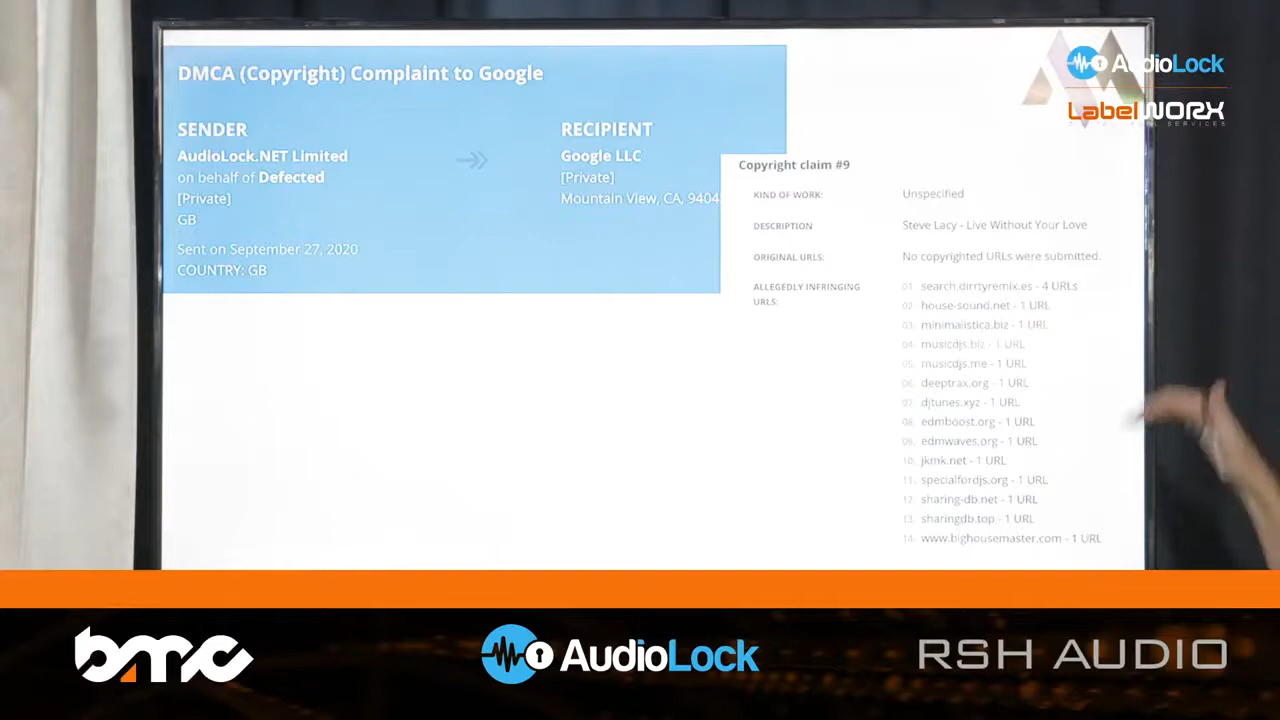 DMCA (Copyright) Complaint to Google
SENDER
AudioLock.NET Limited
on behalf of Defected
[Private]
GB
Sent on September 27, 2020
COUNTRY: GB
RECIPIENT
Google LLC
[Private]
Mountain View, CA, 9404
AudioLock
LabelWORX
Copyright claim #9
KIND OF WORK: Unspecified
DESCRIPTION Steve Lacy - Live Without Your Love
ORIGINAL URLS: No copyrighted URLs were submitted.
ALLEGEDLY INFRINGING
URLS:
01. search.dirrtyremix.es - 4 URLs
02. house-sound.net - 1 URL
03. minimalistica.biz - 1 URL
04. musicdjs.biz - 1 URL
05. musicdjs.me - 1 URL
06. deeptrax.org - 1 URL
07. djtunes.xyz - 1 URL
08. edmboost.org - 1 URL
09. edmwaves.org - 1 URL
10. jkmk.net - 1 URL
11. specialfordjs.org - 1 URL
12. sharing-db.net - 1 URL
13. sharingdb.top - 1 URL
14. www.bighousemaster.com - 1 URL
bmc
AudioLock
RSH AUDIO